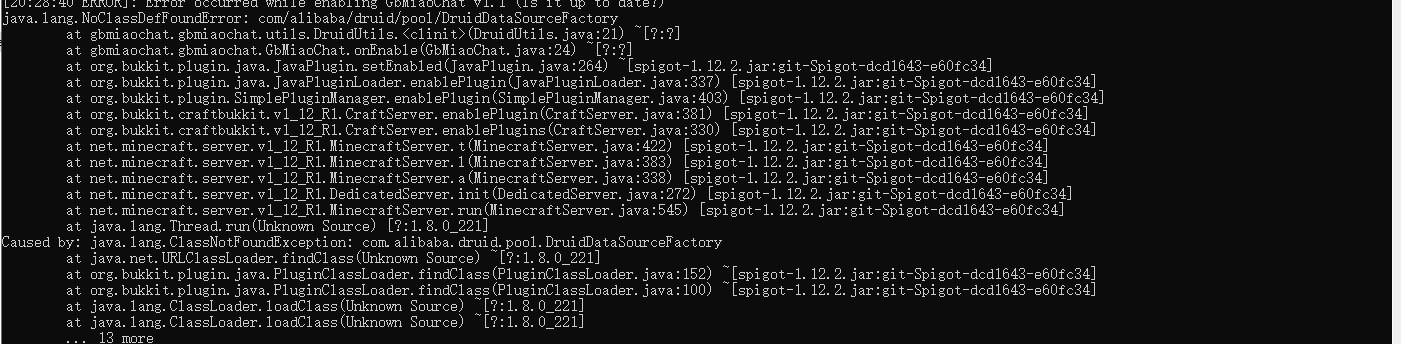 [20:28:40 ERROR]: Error occurred while enabling GbMiaoChat v1.1 (Is it up to date?)
java.lang.NoClassDefFoundError: com/alibaba/druid/pool/DruidDataSourceFactory
at gbmiaochat.gbmiaochat.utils.DruidUtils.<clinit>(DruidUtils.java:21) ~[?:?]
at gbmiaochat.gbmiaochat.GbMiaoChat.onEnable(GbMiaoChat.java:24) ~[?:?]
at org.bukkit.plugin.java.JavaPlugin.setEnabled(JavaPlugin.java:264) ~[spigot-1.12.2.jar:git-Spigot-dcd1643-e60fc34]
at org.bukkit.plugin.java.JavaPluginLoader.enablePlugin(JavaPluginLoader.java:337) [spigot-1.12.2.jar:git-Spigot-dcd1643-e60fc34]
at org.bukkit.plugin.SimplePluginManager.enablePlugin(SimplePluginManager.java:403) [spigot-1.12.2.jar:git-Spigot-dcd1643-e60fc34]
at org.bukkit.craftbukkit.v1_12_R1.CraftServer.enablePlugin(CraftServer.java:381) [spigot-1.12.2.jar:git-Spigot-dcd1643-e60fc34]
at org.bukkit.craftbukkit.v1_12_R1.CraftServer.enablePlugins(CraftServer.java:330) [spigot-1.12.2.jar:git-Spigot-dcd1643-e60fc34]
at net.minecraft.server.v1_12_R1.MinecraftServer.t(MinecraftServer.java:422) [spigot-1.12.2.jar:git-Spigot-dcd1643-e60fc34]
at net.minecraft.server.v1_12_R1.MinecraftServer.l(MinecraftServer.java:383) [spigot-1.12.2.jar:git-Spigot-dcd1643-e60fc34]
at net.minecraft.server.v1_12_R1.MinecraftServer.a(MinecraftServer.java:338) [spigot-1.12.2.jar:git-Spigot-dcd1643-e60fc34]
at net.minecraft.server.v1_12_R1.DedicatedServer.init(DedicatedServer.java:272) [spigot-1.12.2.jar:git-Spigot-dcd1643-e60fc34]
at net.minecraft.server.v1_12_R1.MinecraftServer.run(MinecraftServer.java:545) [spigot-1.12.2.jar:git-Spigot-dcd1643-e60fc34]
at java.lang.Thread.run(Unknown Source) [?:1.8.0_221]
Caused by: java.lang.ClassNotFoundException: com.alibaba.druid.pool.DruidDataSourceFactory
at java.net.URLClassLoader.findClass(Unknown Source) ~[?:1.8.0_221]
at org.bukkit.plugin.java.PluginClassLoader.findClass(PluginClassLoader.java:152) ~[spigot-1.12.2.jar:git-Spigot-dcd1643-e60fc34]
at org.bukkit.plugin.java.PluginClassLoader.findClass(PluginClassLoader.java:100) ~[spigot-1.12.2.jar:git-Spigot-dcd1643-e60fc34]
at java.lang.ClassLoader.loadClass(Unknown Source) ~[?:1.8.0_221]
at java.lang.ClassLoader.loadClass(Unknown Source) ~[?:1.8.0_221]
... 13 more